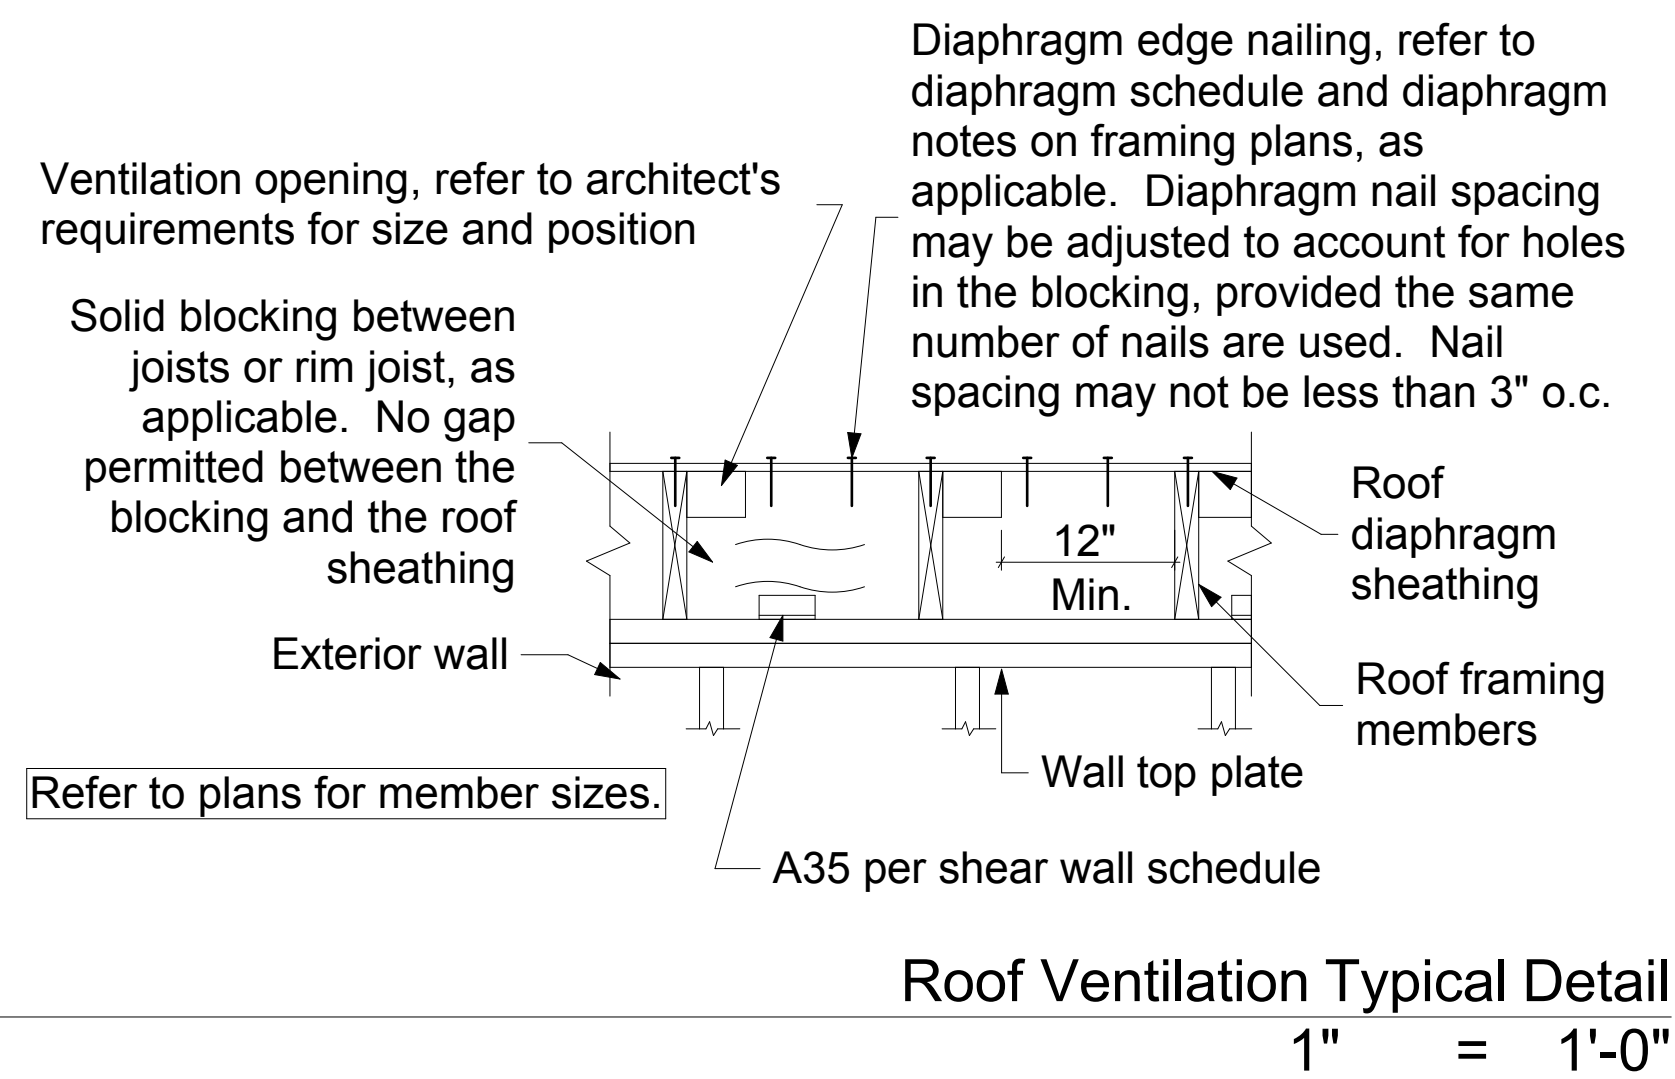 Diaphragm edge nailing, refer to
diaphragm schedule and diaphragm
notes on framing plans, as
applicable.  Diaphragm nail spacing
may be adjusted to account for holes
in the blocking, provided the same
number of nails are used.  Nail
spacing may not be less than 3" o.c.
Ventilation opening, refer to architect's
requirements for size and position
Solid blocking between
joists or rim joist, as
applicable.  No gap
permitted between the
blocking and the roof
sheathing
Roof
diaphragm
sheathing
12"
Min.
Exterior wall
Roof framing
members
Wall top plate
Refer to plans for member sizes.
A35 per shear wall schedule
Roof Ventilation Typical Detail
1" = 1'-0"